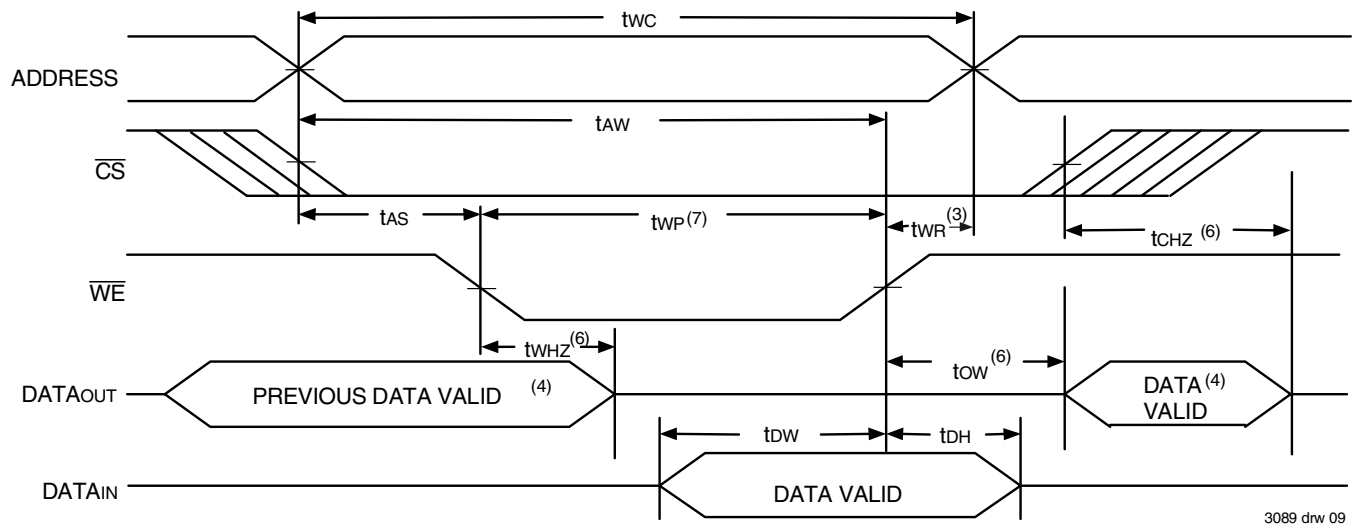 tWC
ADDRESS
tAW
CS
tAS
tWP(7)
tWR(3)
tCHZ (6)
WE
tWHZ(6)
tOW (6)
DATAOUT
PREVIOUS DATA VALID (4)
DATA(4)
VALID
tDW
tDH
DATAIN
DATA VALID
3089 drw 09